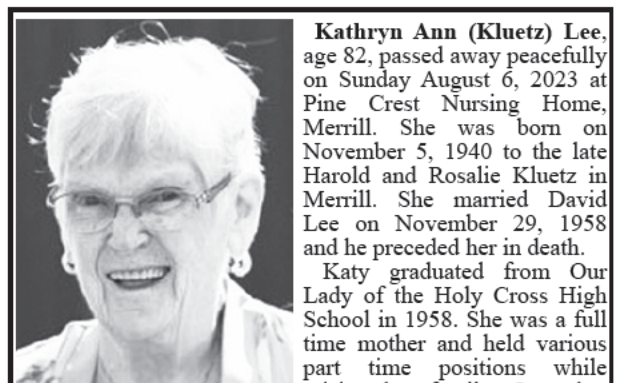 Kathryn Ann (Kluetz) Lee,
age 82, passed away peacefully
on Sunday August 6, 2023 at
Pine Crest Nursing Home,
Merrill. She was born on
November 5, 1940 to the late
Harold and Rosalie Kluetz in
Merrill. She married David
Lee on November 29, 1958
and he preceded her in death.
Katy graduated from Our
Lady of the Holy Cross High
School in 1958. She was a full
time mother and held various
part time positions while